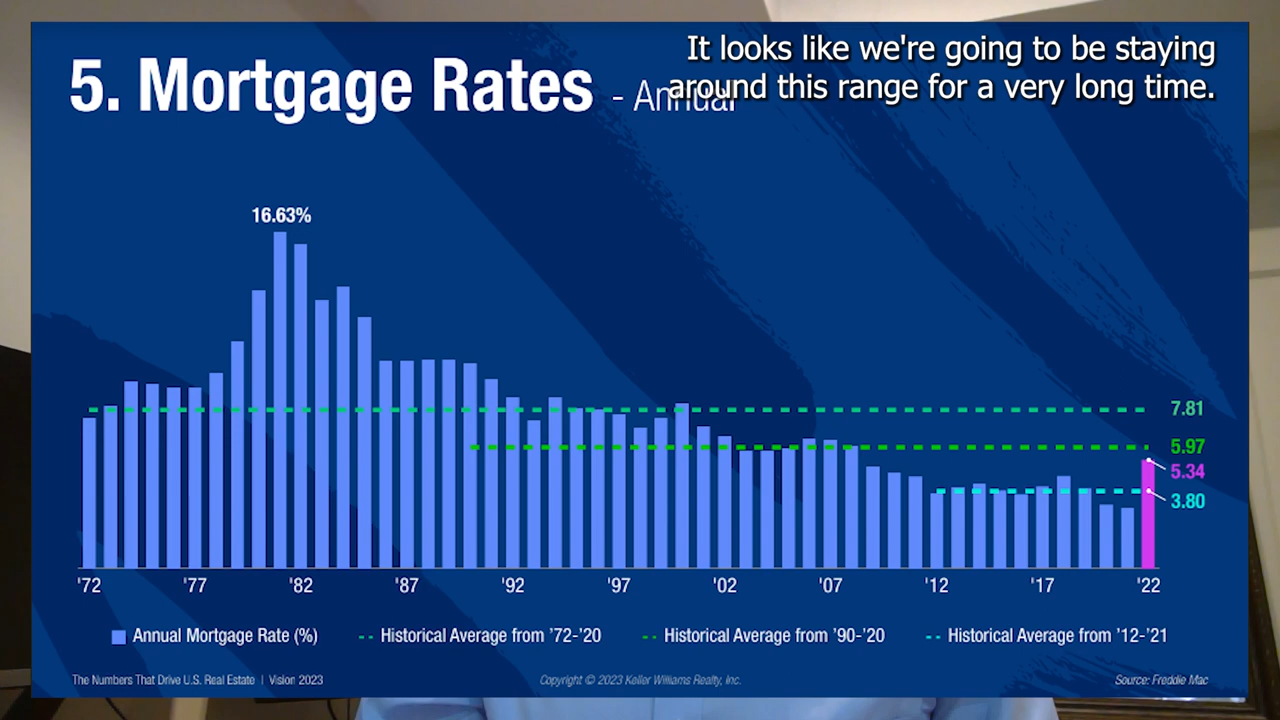 It looks like we're going to be staying
around this range for a very long time.
5. Mortgage Rates - Annual
16.63%
7.81
5.97
5.34
3.80
'72 '77 '82 '87 '92 '97 '02 '07 '12 '17 '22
Annual Mortgage Rate (%) Historical Average from '72-'20 Historical Average from '90-'20 Historical Average from '12-'21
The Numbers That Drive U.S. Real Estate | Vision 2023 Copyright © 2023 Keller Williams Realty, Inc. Source: Freddie Mac